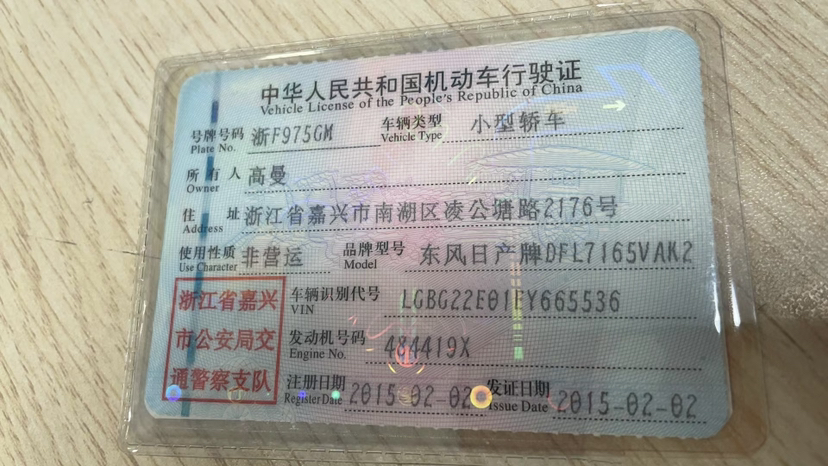 中华人民共和国机动车行驶证
Vehicle License of the People's Republic of China
号牌号码 浙F975GM 车辆类型 小型轿车
Plate No. Vehicle Type
所有人 高曼
Owner
住址 浙江省嘉兴市南湖区凌公塘路2176号
Address
使用性质 非营运 品牌型号 东风日产牌DFL7165VAK2
Use Character Model
浙江省嘉兴
市公安局交
通警察支队
车辆识别代号 LGBG22E01FY665536
VIN
发动机号码 484419X
Engine No.
注册日期 2015-02-02 发证日期 2015-02-02
Register Date Issue Date